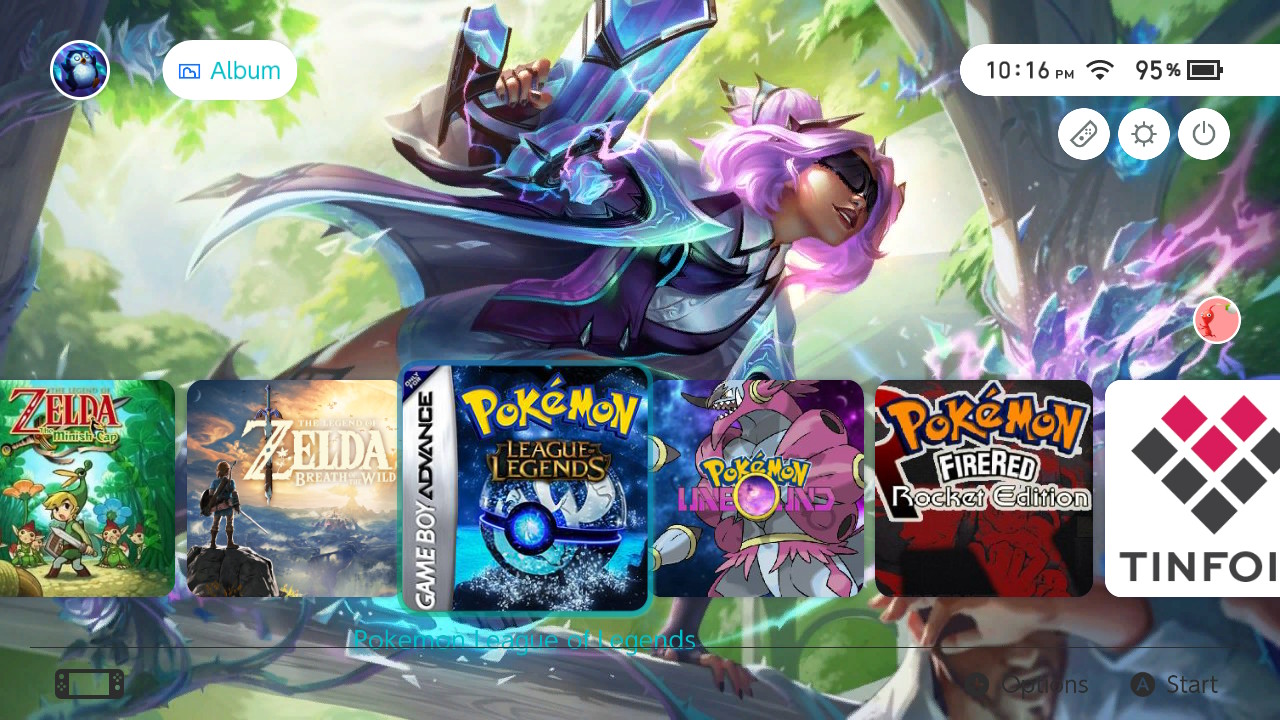 Album
10:16 PM 95%
THE LEGEND OF
ZELDA
The Minish Cap
THE LEGEND OF
ZELDA
BREATH OF THE WILD
ONLY FOR
GAME BOY ADVANCE
POKéMON
LEAGUE OF
LEGENDS
POKéMON
UNBOUND
POKéMON
FIRERED
Rocket Edition
TINFOI
Pokemon League of Legends
Options
A Start